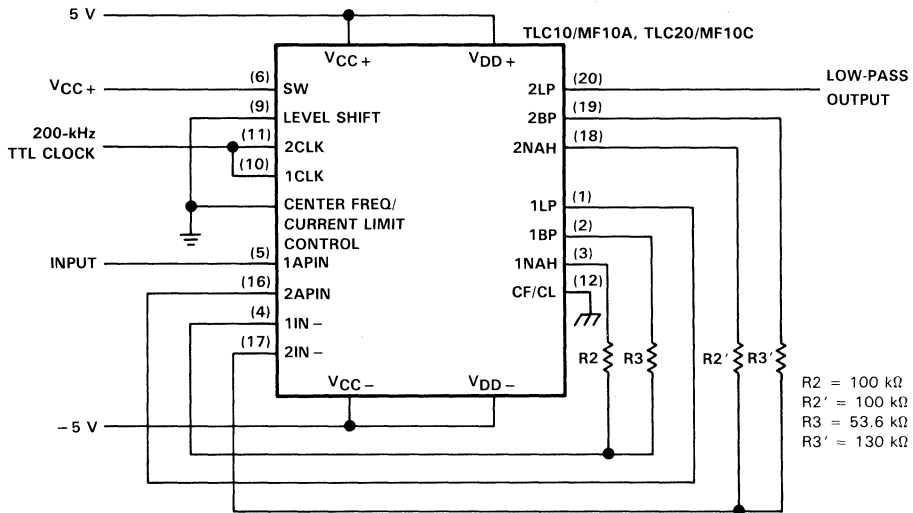 5 V
TLC10/MF10A, TLC20/MF10C
VCC+
VDD+
VCC+
(6)
SW
(20)
2LP
LOW-PASS
OUTPUT
(9)
LEVEL SHIFT
(19)
2BP
200-kHz
TTL CLOCK
(11)
2CLK
(18)
2NAH
(10)
1CLK
CENTER FREQ/
CURRENT LIMIT
CONTROL
(1)
1LP
(2)
1BP
INPUT
(5)
1APIN
(3)
1NAH
(16)
2APIN
(12)
CF/CL
(4)
1IN−
(17)
2IN−
R2
R3
R2'
R3'
VCC−
VDD−
−5 V
R2 = 100 kΩ
R2' = 100 kΩ
R3 = 53.6 kΩ
R3' = 130 kΩ